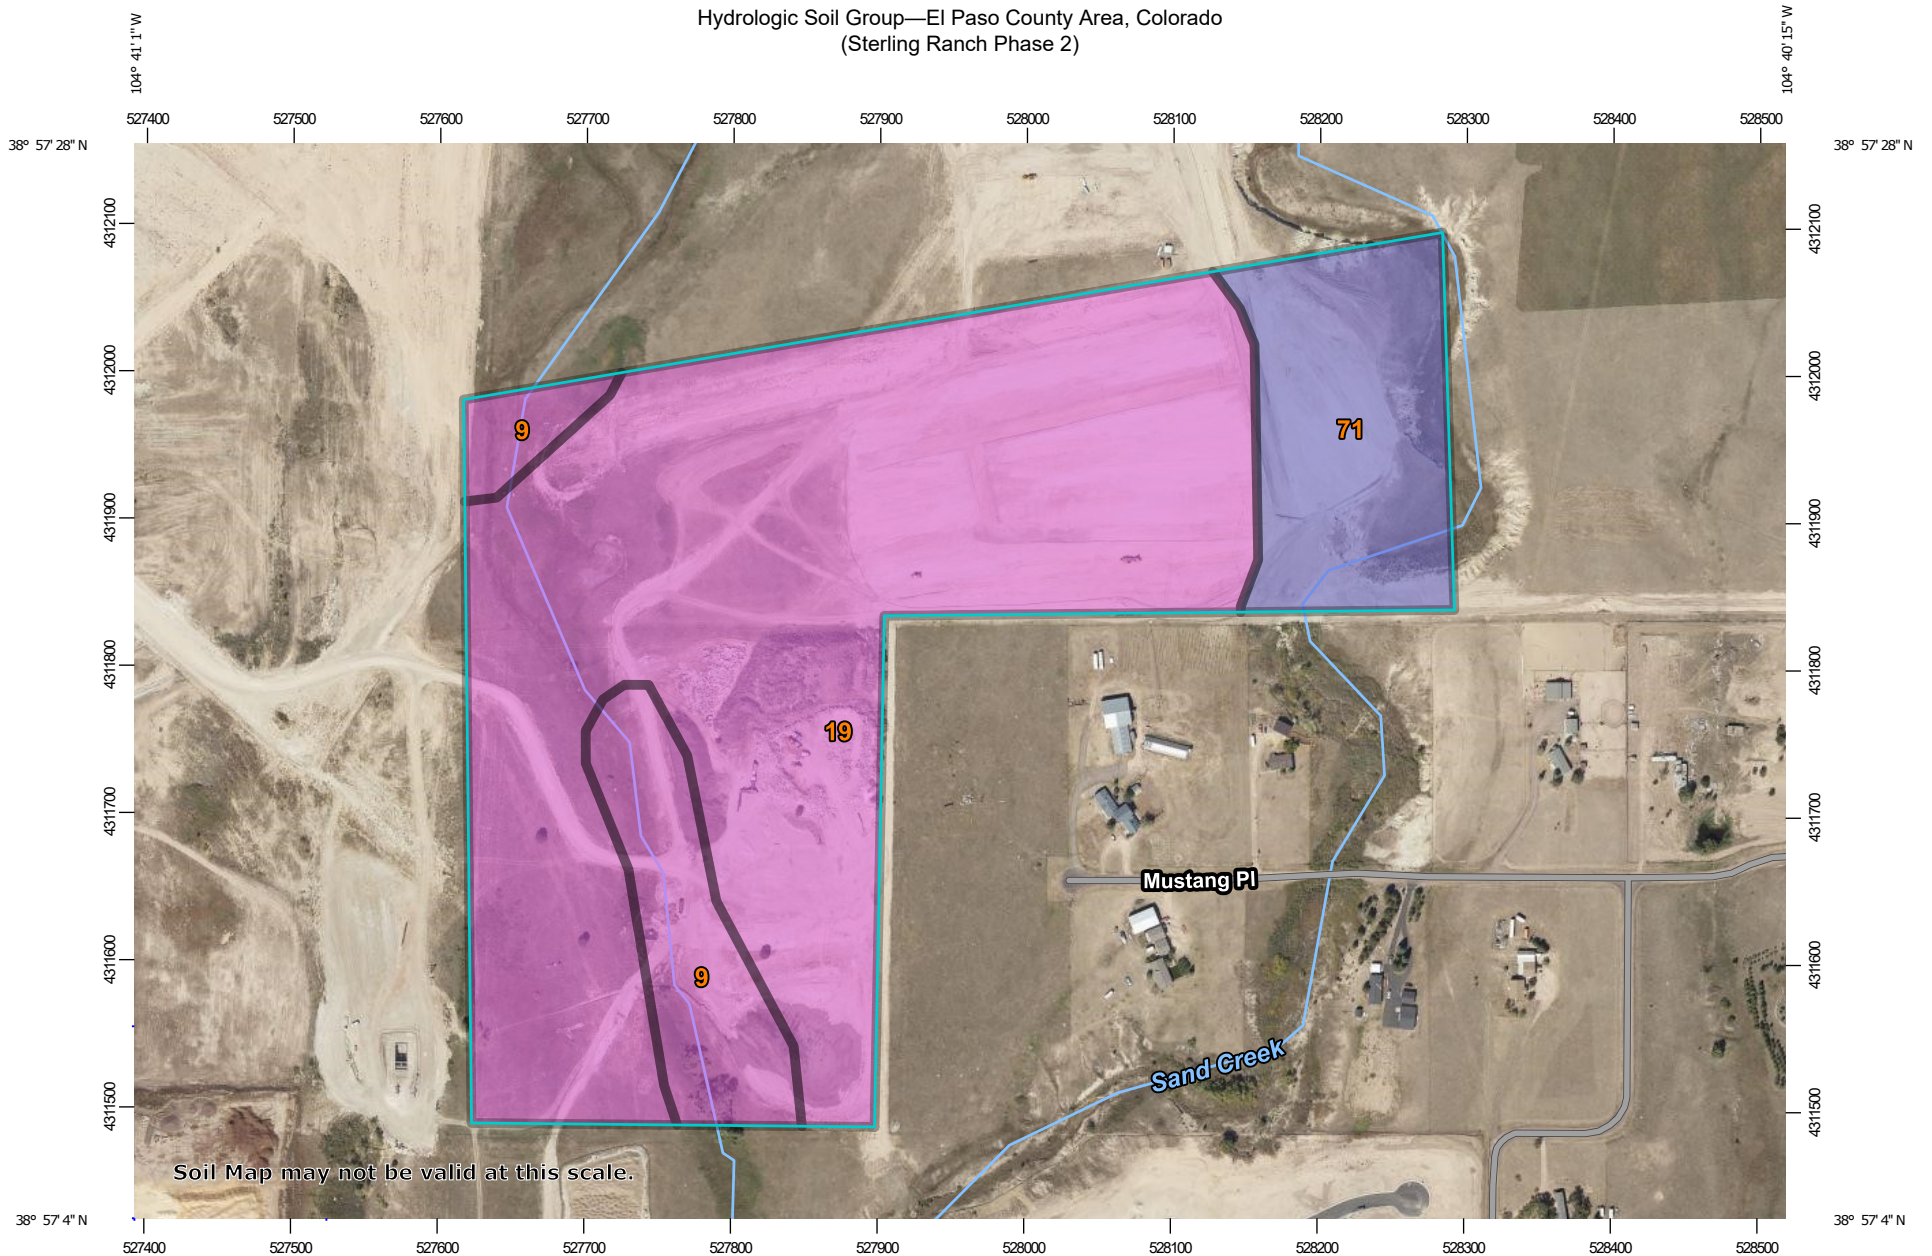 Hydrologic Soil Group—El Paso County Area, Colorado
(Sterling Ranch Phase 2)
104° 41' 1" W
104° 40' 15" W
527400 527500 527600 527700 527800 527900 528000 528100 528200 528300 528400 528500
38° 57' 28" N
38° 57' 28" N
4312100
4312100
4312000
4312000
9
71
4311900
4311900
4311800
4311800
19
4311700
4311700
Mustang Pl
4311600
4311600
9
Sand Creek
4311500
4311500
Soil Map may not be valid at this scale.
38° 57' 4" N
38° 57' 4" N
527400 527500 527600 527700 527800 527900 528000 528100 528200 528300 528400 528500